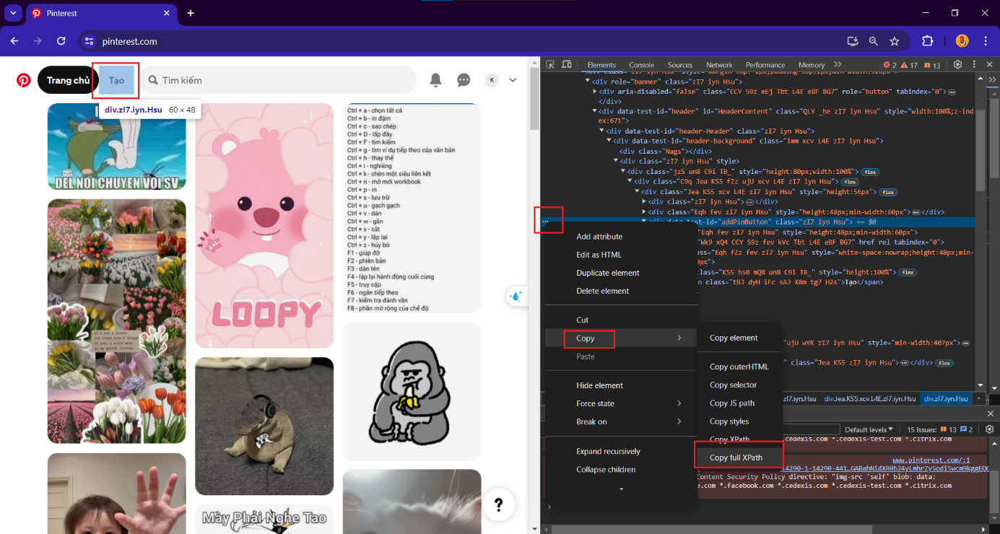 Pinterest
pinterest.com
Trang chủ
Tạo
Tìm kiếm
K
div.zI7.iyn.Hsu 60 × 48
DEL NOI CHUYEN VOI SV
LOOPY
Ctrl + a - chọn tất cả
Ctrl + b - in đậm
Ctrl + c - sao chép
Ctrl + D - lấp đầy
Ctrl + F - tìm kiếm
Ctrl + g - tìm ví dụ tiếp theo của văn bản
Ctrl + h - thay thế
Ctrl + i - nghiêng
Ctrl + k - chèn một siêu liên kết
Ctrl + n - mở mới workbook
Ctrl + p - in
Ctrl + s - lưu trữ
Ctrl + u - gạch gạch
Ctrl + v - dán
Ctrl + w - gần
Ctrl + x - cắt
Ctrl + y - lặp lại
Ctrl + z - hủy bỏ
F1 - giúp đỡ
F2 - phiên bản
F3 - dán tên
F4 - lặp lại hành động cuối cùng
F5 - truy cập
F6 - ngăn tiếp theo
F7 - kiểm tra đánh vần
F8 - phần mở rộng của chế độ
Mày Phải Nghe Tao
?
Elements Console Sources Network Performance Memory 2 17 13
<div role="banner" class="zI7 iyn Hsu">
<div aria-disabled="false" class="CCY S9z eEj Tbt L4E e8F BG7" role="button" tabindex="0">
</div>
<div data-test-id="header" id="HeaderContent" class="QLY _he zI7 iyn Hsu" style="width:100%;z-ind
ex:671">
<div data-test-id="header-Header" class="zI7 iyn Hsu">
<div data-test-id="header-background" class="imm xcv L4E zI7 iyn Hsu">
<div class="Nags"></div>
<div class="zI7 iyn Hsu" style>
<div class="jzS un8 C9i TB_" style="height:80px;width:100%"> flex
<div class="C9q Jea KS5 fZz ujU xcv L4E zI7 iyn Hsu"> flex
<div class="Jea KS5 xcv L4E zI7 iyn Hsu" style="height:56px"> flex
<div class="zI7 iyn Hsu"></div>
<div class="Eqh fev zI7 iyn Hsu" style="height:48px;min-width:60px"></div>
<div data-test-id="addPinButton" class="zI7 iyn Hsu"> == $0
"Eqh fev zI7 iyn Hsu" style="height:48px;min-width:60px">
"Wk9 xQ4 CCY S9z fev kVc Tbt L4E e8F BG7" href rel tabindex="0">
"Eqh fZz fev zI7 iyn Hsu" style="white-space:nowrap;height:48px;min-
0px">
class="KS5 hs0 mQ8 un8 C9i TB_" style="height:100%"> flex
n class="tBJ dyH iFc sAJ X8m tg7 H2s">Tạo</span>
ujU wYR zI7 iyn Hsu" style="min-width:407px">
" class="Jea KS5 zI7 iyn Hsu"></div> flex
zI7.iyn.Hsu div.Jea.KS5.xcv.L4E.zI7.iyn.Hsu div.zI7.iyn.Hsu
Add attribute
Edit as HTML
Duplicate element
Delete element
Cut
Copy
Paste
Hide element
Force state
Break on
Expand recursively
Collapse children
Copy element
Copy outerHTML
Copy selector
Copy JS path
Copy styles
Copy XPath
Copy full XPath
Default levels 15 Issues: 13 2
.cedexis.com *.cedexis-test.com *.citrix.com
www.pinterest.com/:1
Content Security Policy directive: "img-src 'self' blob: data:
e.com *.facebook.com *.cedexis.com *.cedexis-test.com *.citrix.com